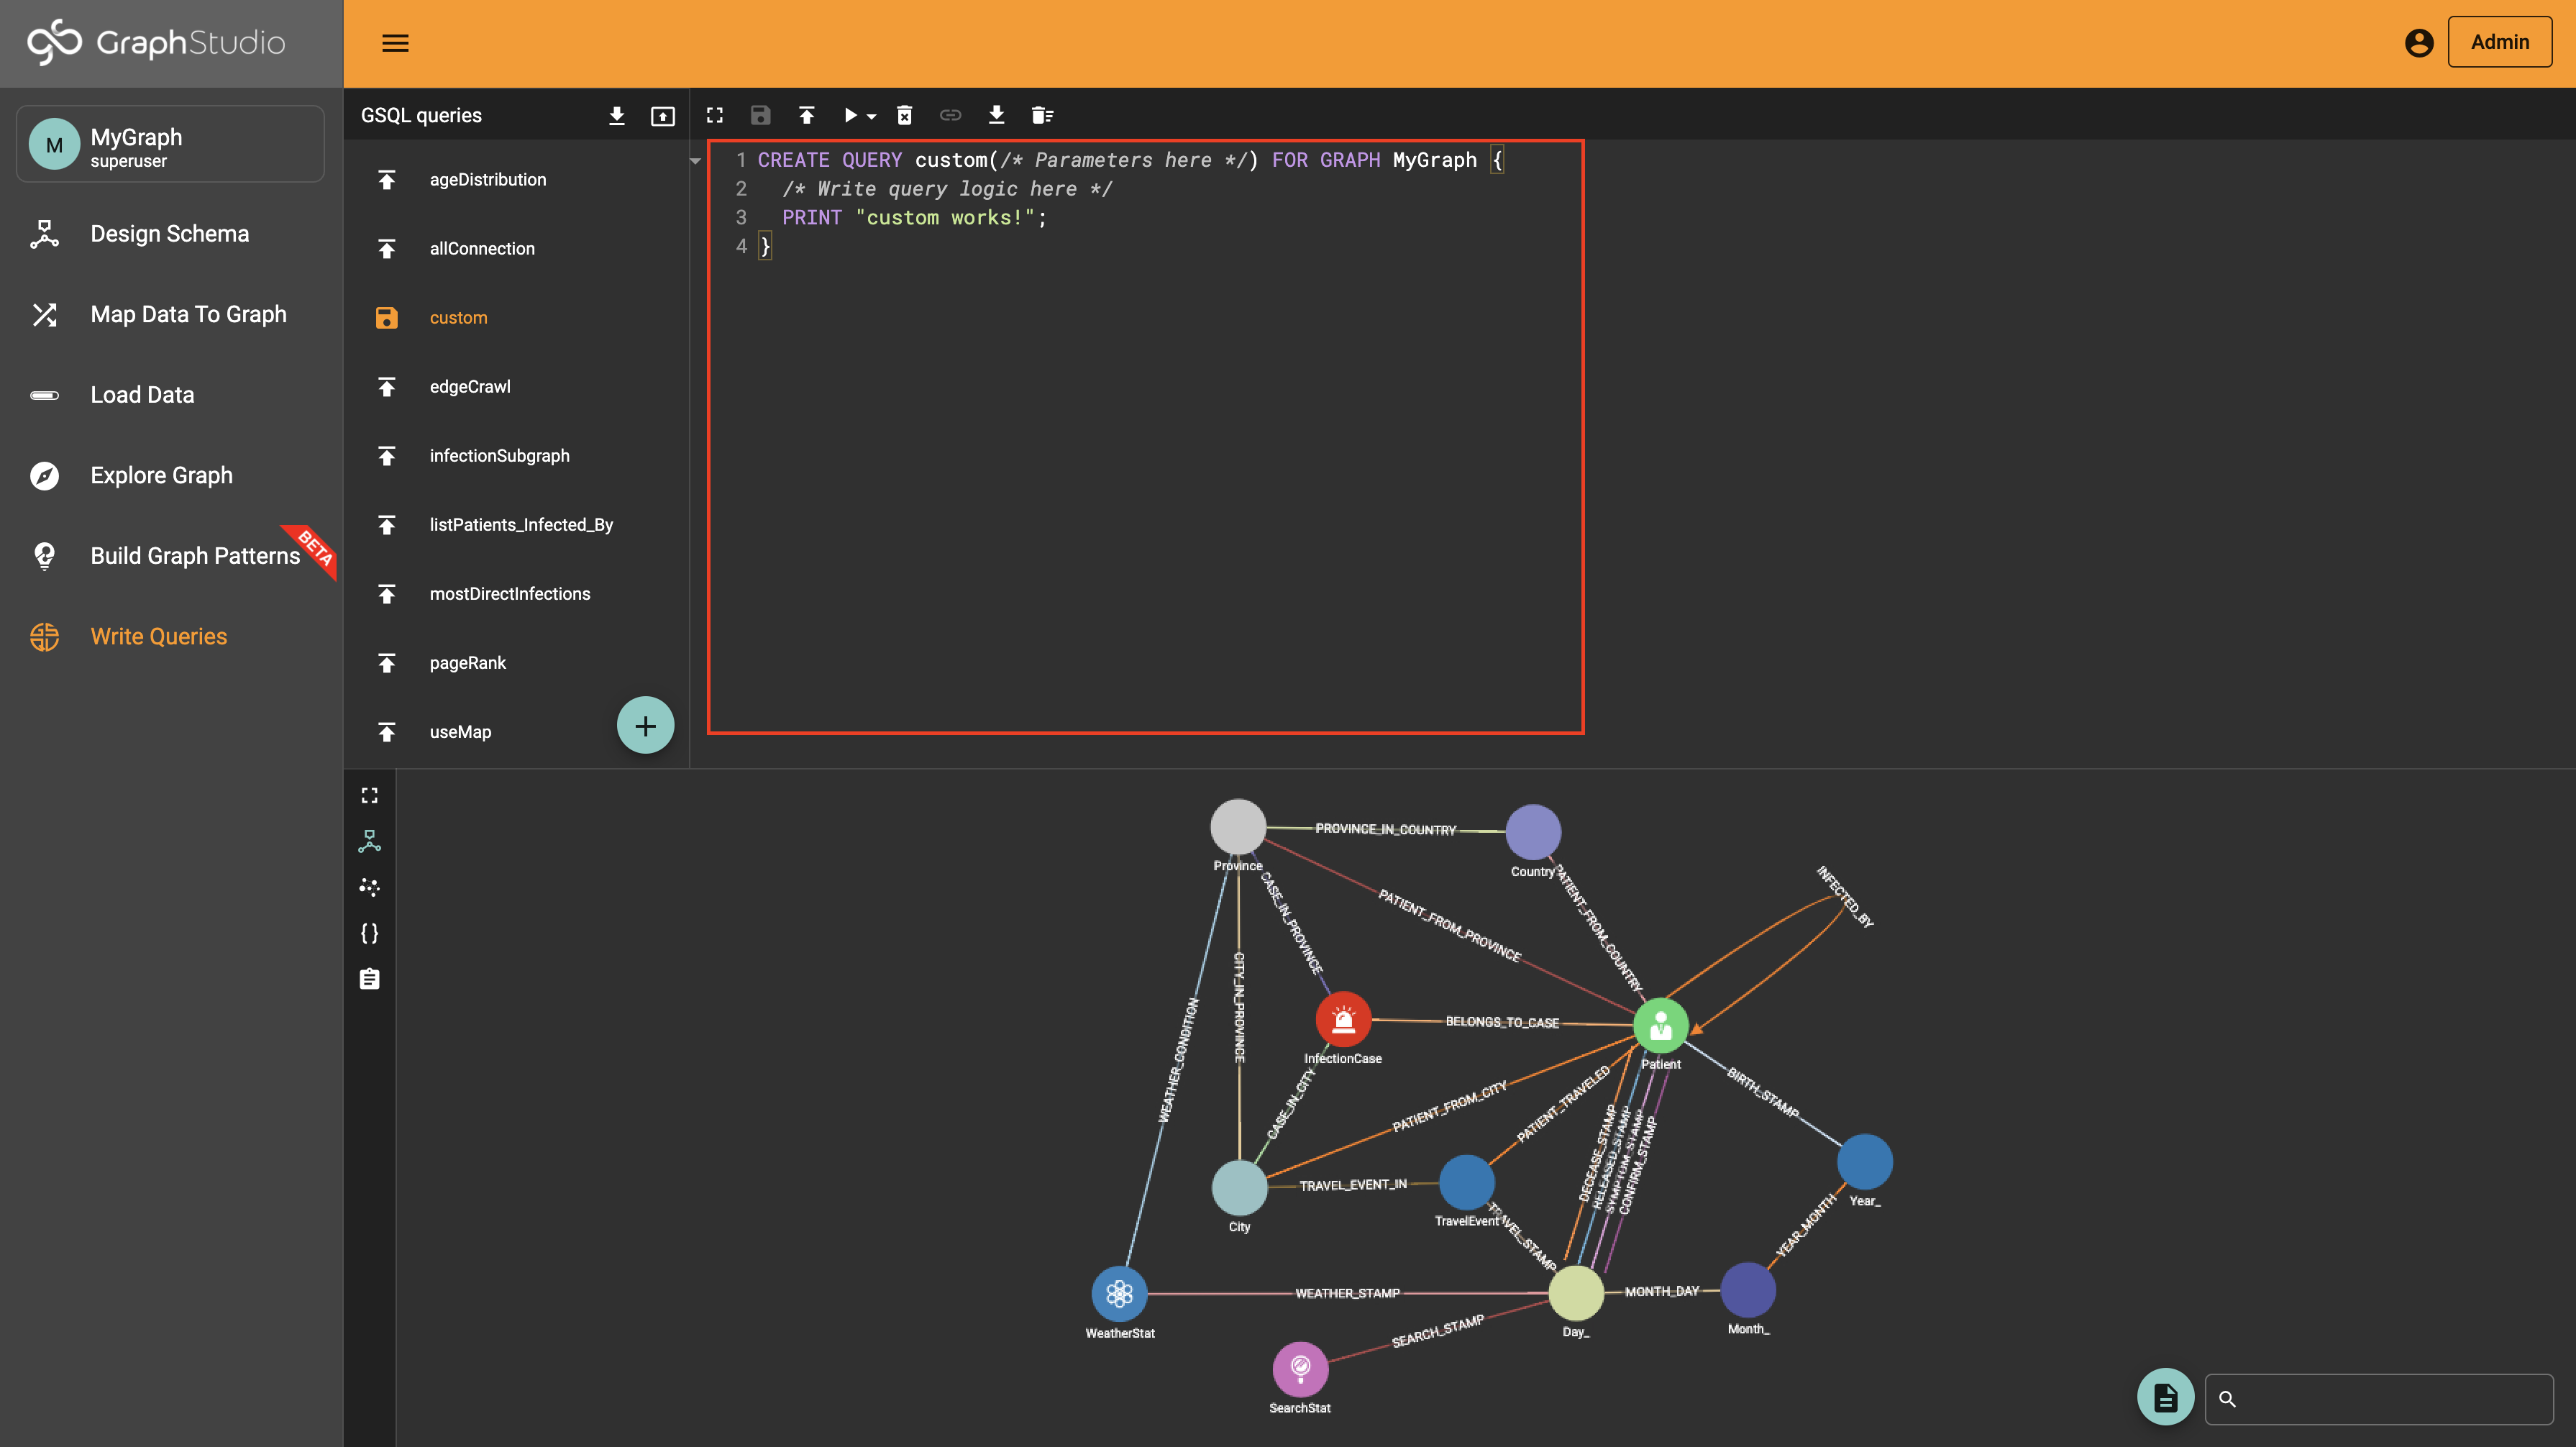 GraphStudio
Admin
M
MyGraph
superuser
Design Schema
Map Data To Graph
Load Data
Explore Graph
Build Graph Patterns
BETA
Write Queries
GSQL queries
ageDistribution
allConnection
custom
edgeCrawl
infectionSubgraph
listPatients_Infected_By
mostDirectInfections
pageRank
useMap
1 CREATE QUERY custom(/* Parameters here */) FOR GRAPH MyGraph {
2 /* Write query logic here */
3 PRINT "custom works!";
4 }
Province
PROVINCE_IN_COUNTRY
Country
CASE_IN_PROVINCE
PATIENT_FROM_PROVINCE
PATIENT_FROM_COUNTRY
INFECTED_BY
CITY_IN_PROVINCE
WEATHER_CONDITION
InfectionCase
BELONGS_TO_CASE
Patient
CASE_IN_CITY
PATIENT_FROM_CITY
PATIENT_TRAVELED
DECEASE_STAMP
RELEASED_STAMP
SYMPTOM_STAMP
CONFIRM_STAMP
BIRTH_STAMP
City
TRAVEL_EVENT_IN
TravelEvent
TRAVEL_STAMP
Year_
YEAR_MONTH
WeatherStat
WEATHER_STAMP
Day_
MONTH_DAY
Month_
SEARCH_STAMP
SearchStat